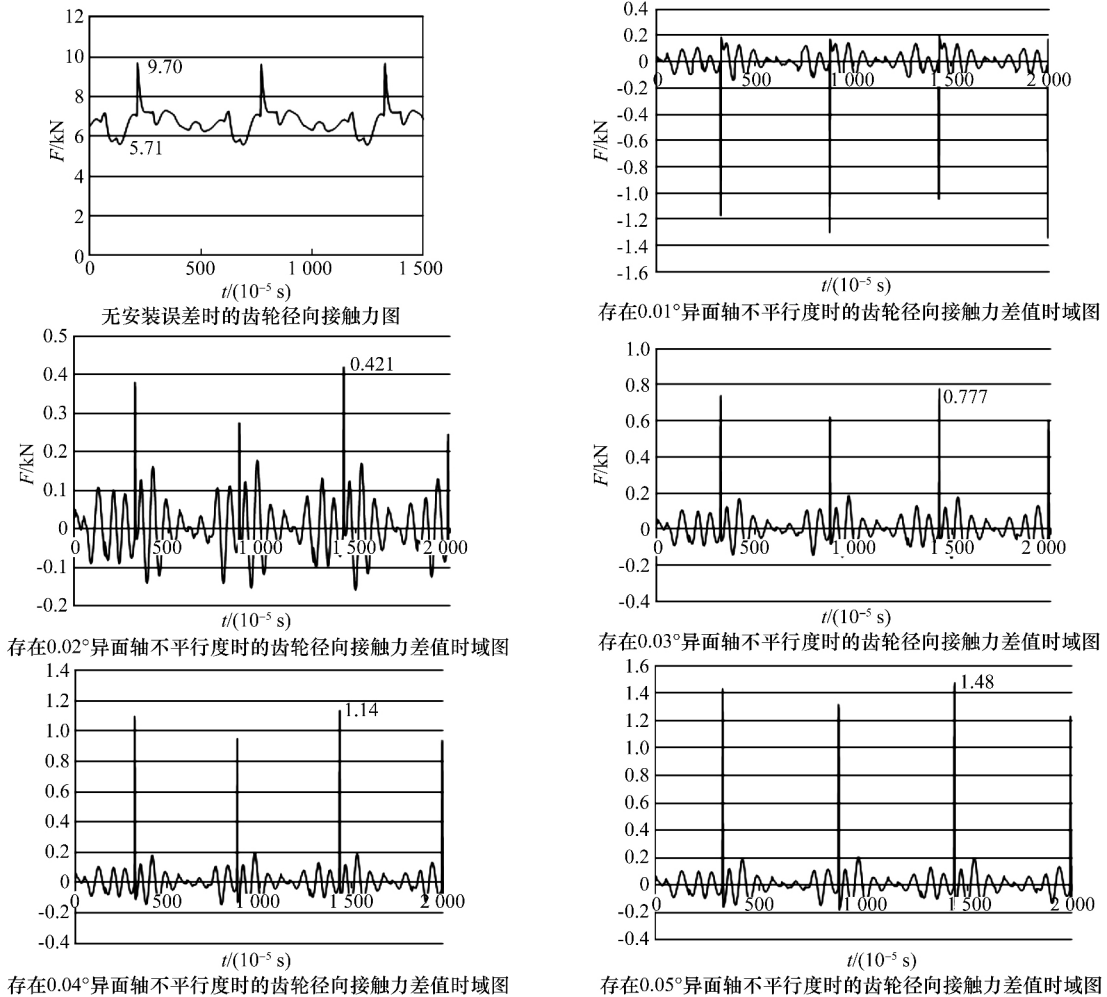 12
10
8
6
4
2
0
F/kN
9.70
5.71
0 500 1 000 1 500
t/(10⁻⁵ s)
无安装误差时的齿轮径向接触力图
0.4
0.2
0
-0.2
-0.4
-0.6
-0.8
-1.0
-1.2
-1.4
-1.6
F/kN
0 500 1 000 1 500 2 000
t/(10⁻⁵ s)
存在0.01°异面轴不平行度时的齿轮径向接触力差值时域图
0.5
0.4
0.3
0.2
0.1
0
-0.1
-0.2
F/kN
0.421
0 500 1 000 1 500 2 000
t/(10⁻⁵ s)
存在0.02°异面轴不平行度时的齿轮径向接触力差值时域图
1.0
0.8
0.6
0.4
0.2
0
-0.2
-0.4
F/kN
0.777
0 500 1 000 1 500 2 000
t/(10⁻⁵ s)
存在0.03°异面轴不平行度时的齿轮径向接触力差值时域图
1.4
1.2
1.0
0.8
0.6
0.4
0.2
0
-0.2
-0.4
1.14
0 500 1 000 1 500 2 000
t/(10⁻⁵ s)
存在0.04°异面轴不平行度时的齿轮径向接触力差值时域图
1.6
1.4
1.2
1.0
0.8
0.6
0.4
0.2
0
-0.2
-0.4
1.48
0 500 1 000 1 500 2 000
t/(10⁻⁵ s)
存在0.05°异面轴不平行度时的齿轮径向接触力差值时域图